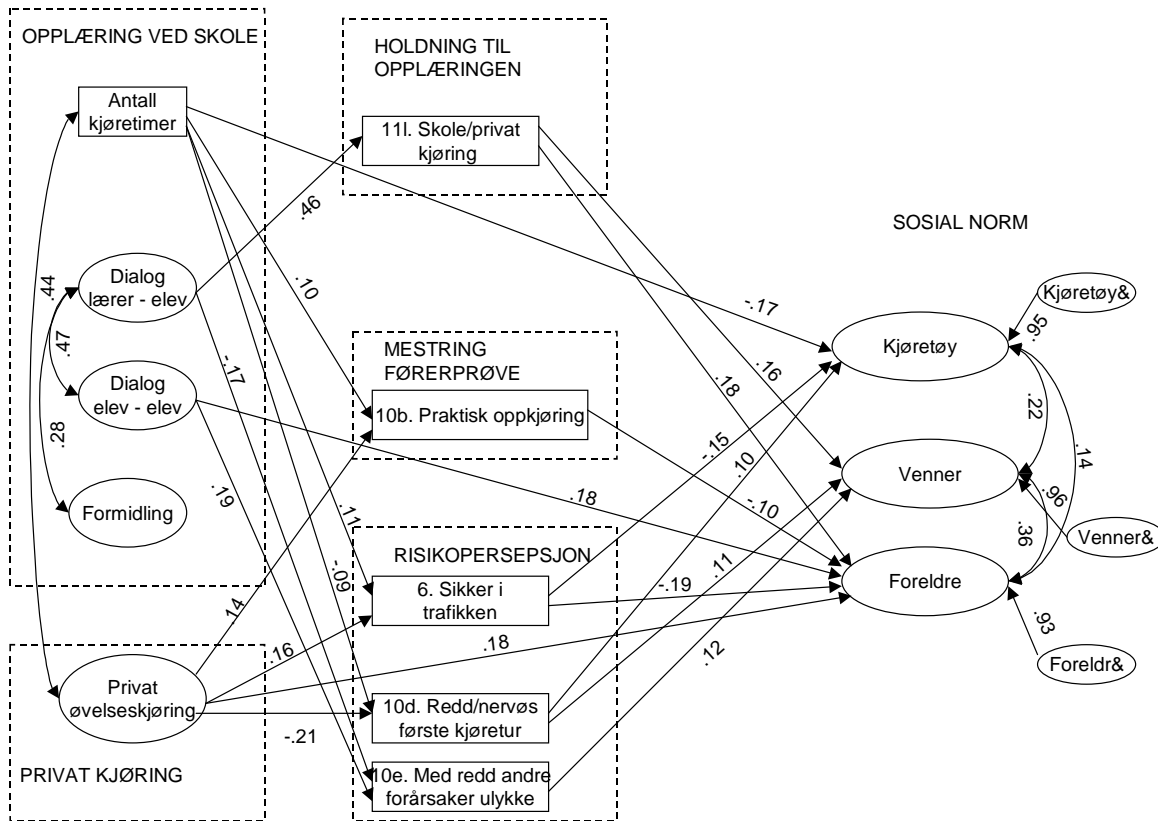 OPPLÆRING VED SKOLE
Antall
kjøretimer
Dialog
lærer - elev
Dialog
elev - elev
Formidling
.44
.47
.28
Privat
øvelseskjøring
PRIVAT KJØRING
HOLDNING TIL
OPPLÆRINGEN
11l. Skole/privat
kjøring
.46
.10
-.17
.19
.11
-.09
.14
.16
-.21
MESTRING
FØRERPRØVE
10b. Praktisk oppkjøring
RISIKOPERSEPSJON
6. Sikker i
trafikken
10d. Redd/nervøs
første kjøretur
10e. Med redd andre
forårsaker ulykke
-.17
.16
.18
-.15
.10
.18
-.10
.11
-.19
.18
.12
SOSIAL NORM
Kjøretøy&
.95
Kjøretøy
.22
.14
Venner
.96
.36
Venner&
Foreldre
.93
Foreldr&